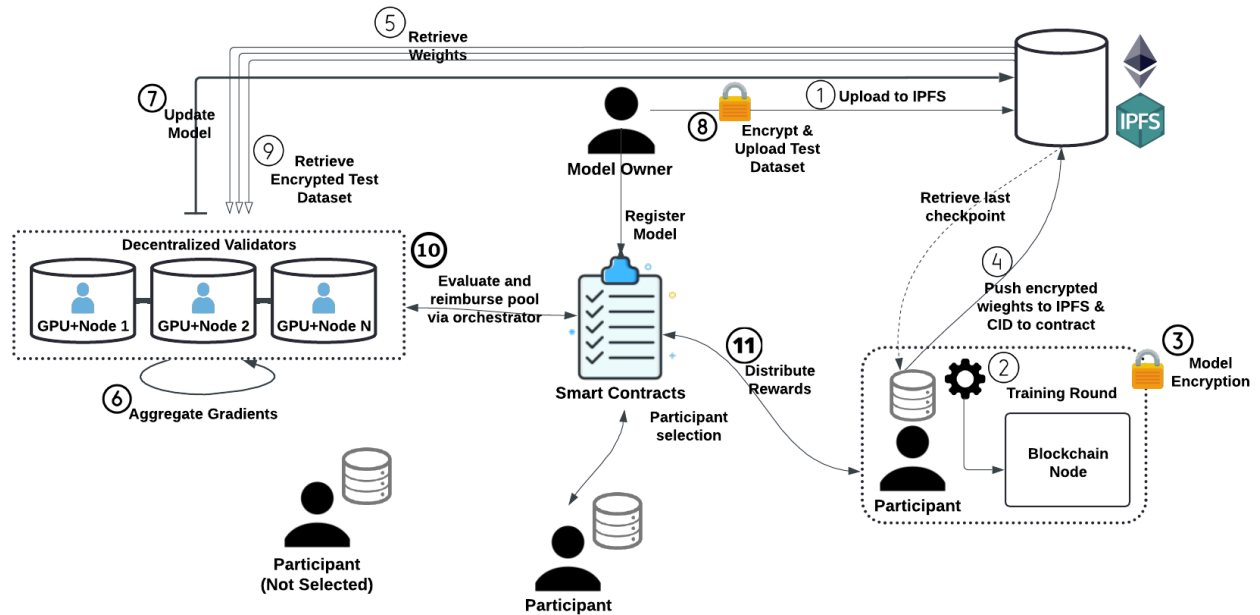 5
Retrieve
Weights
7
Update
Model
9
Retrieve
Encrypted Test
Dataset
Model Owner
8
Encrypt &
Upload Test
Dataset
1
Upload to IPFS
IPFS
Register
Model
Retrieve last
checkpoint
4
Push encrypted
wieghts to IPFS &
CID to contract
Decentralized Validators
GPU+Node 1
GPU+Node 2
GPU+Node N
10
Evaluate and
reimburse pool
via orchestrator
6
Aggregate Gradients
Smart Contracts
11
Distribute
Rewards
Participant
selection
2
Training Round
3
Model
Encryption
Blockchain
Node
Participant
Participant
(Not Selected)
Participant